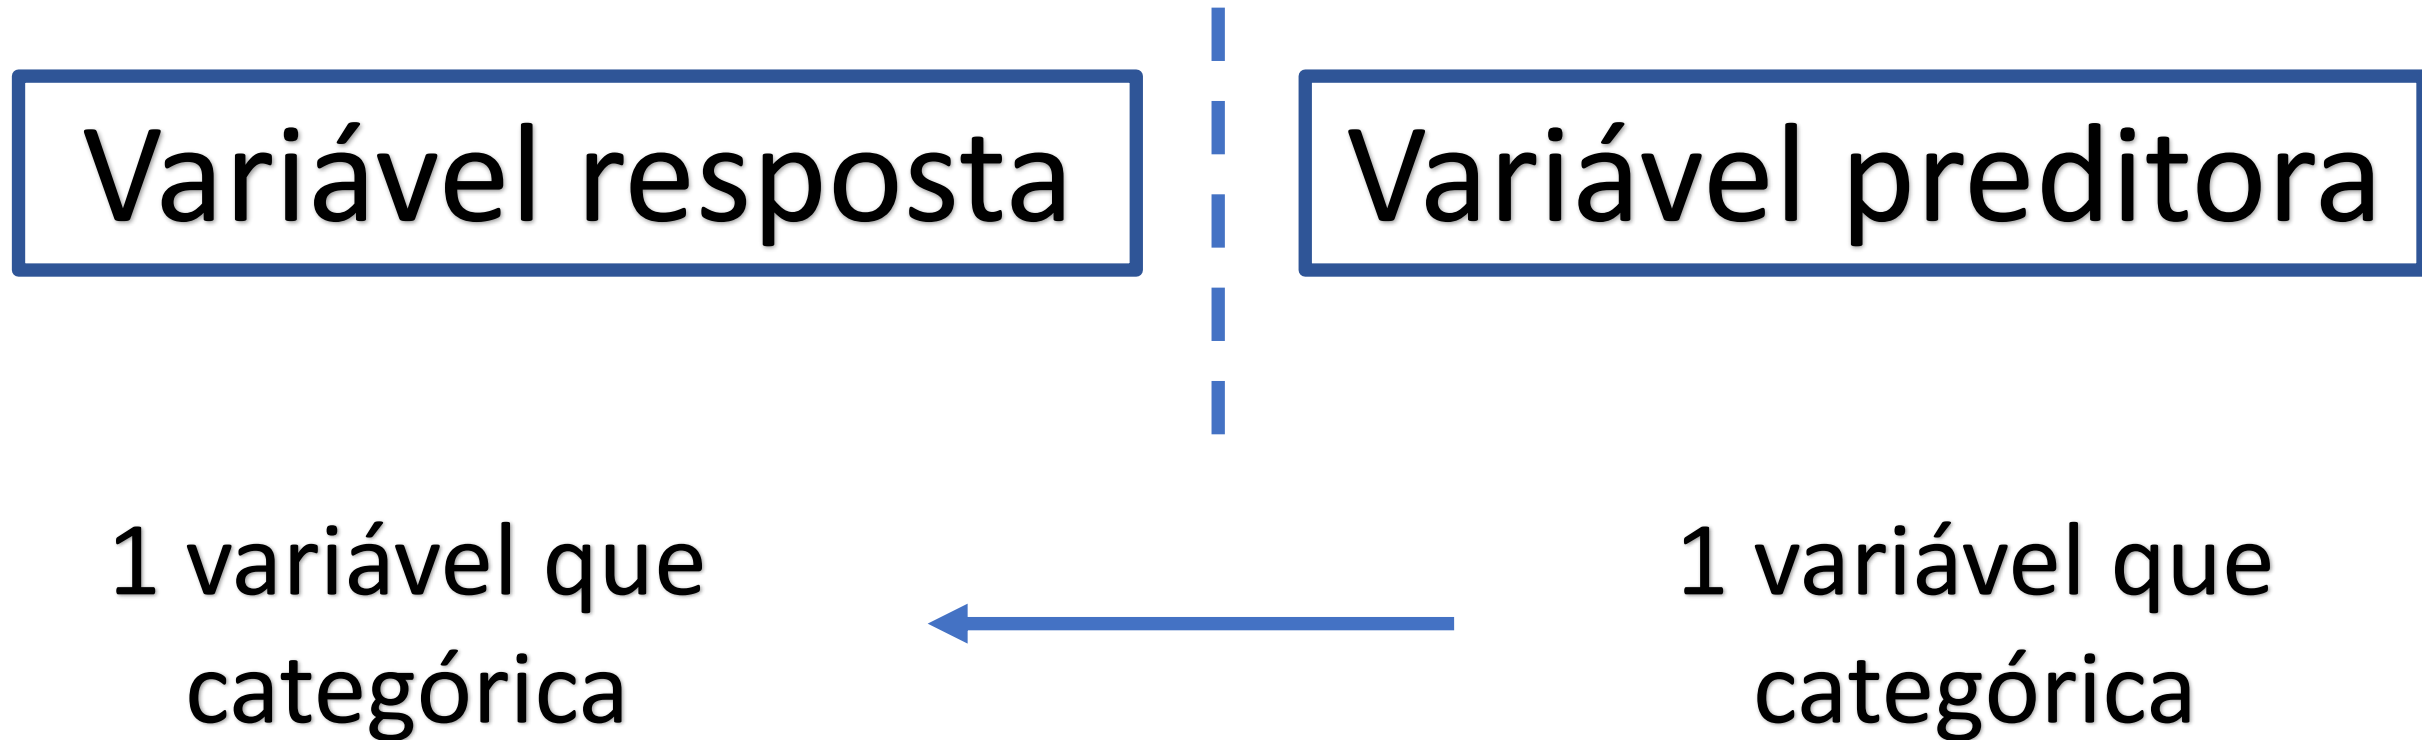 Variável resposta
Variável preditora
1 variável que
categórica
1 variável que
categórica